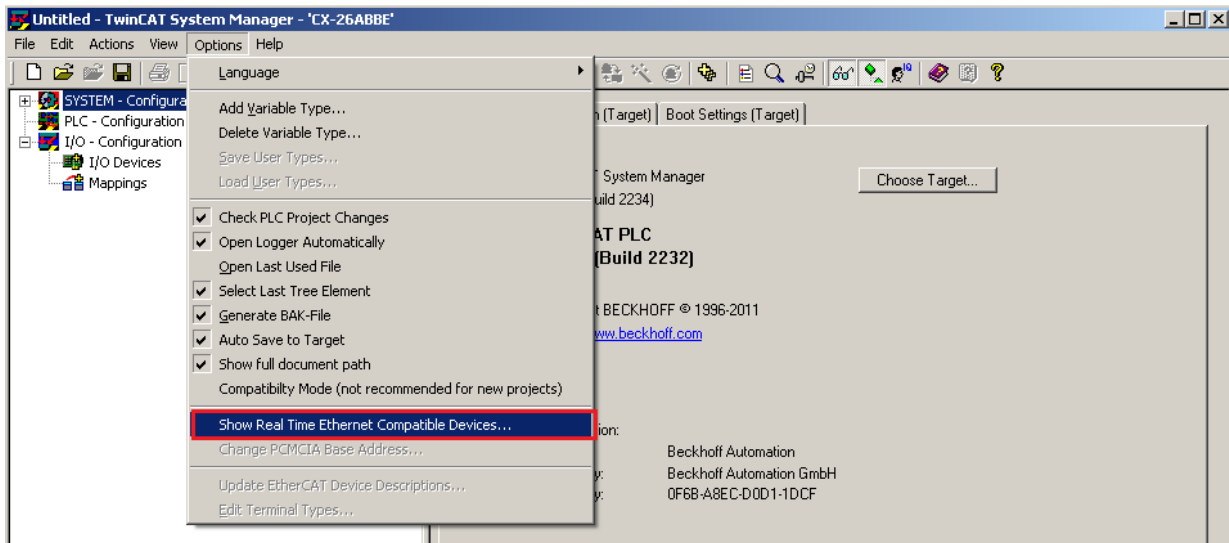 Untitled - TwinCAT System Manager - 'CX-26ABBE'
File Edit Actions View Options Help
SYSTEM - Configura
PLC - Configuration
I/O - Configuration
I/O Devices
Mappings
Language
Add Variable Type...
Delete Variable Type...
Save User Types...
Load User Types...
Check PLC Project Changes
Open Logger Automatically
Open Last Used File
Select Last Tree Element
Generate BAK-File
Auto Save to Target
Show full document path
Compatibilty Mode (not recommended for new projects)
Show Real Time Ethernet Compatible Devices...
Change PCMCIA Base Address...
Update EtherCAT Device Descriptions...
Edit Terminal Types...
(Target) Boot Settings (Target)
System Manager
Choose Target...
uild 2234)
AT PLC
(Build 2232)
BECKHOFF © 1996-2011
ww.beckhoff.com
ion:
Beckhoff Automation
y: Beckhoff Automation GmbH
y: 0F6B-A8EC-D0D1-1DCF